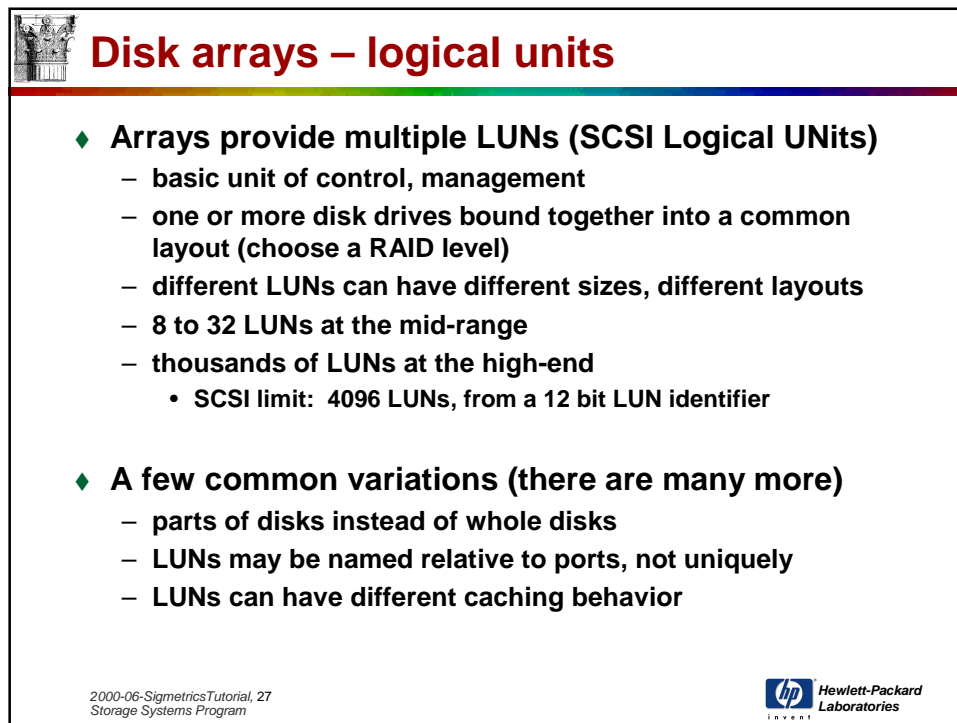 Disk arrays – logical units
♦ Arrays provide multiple LUNs (SCSI Logical UNits)
– basic unit of control, management
– one or more disk drives bound together into a common
layout (choose a RAID level)
– different LUNs can have different sizes, different layouts
– 8 to 32 LUNs at the mid-range
– thousands of LUNs at the high-end
• SCSI limit: 4096 LUNs, from a 12 bit LUN identifier
♦ A few common variations (there are many more)
– parts of disks instead of whole disks
– LUNs may be named relative to ports, not uniquely
– LUNs can have different caching behavior
2000-06-SigmetricsTutorial, 27
Storage Systems Program
hp
invent
Hewlett-Packard
Laboratories